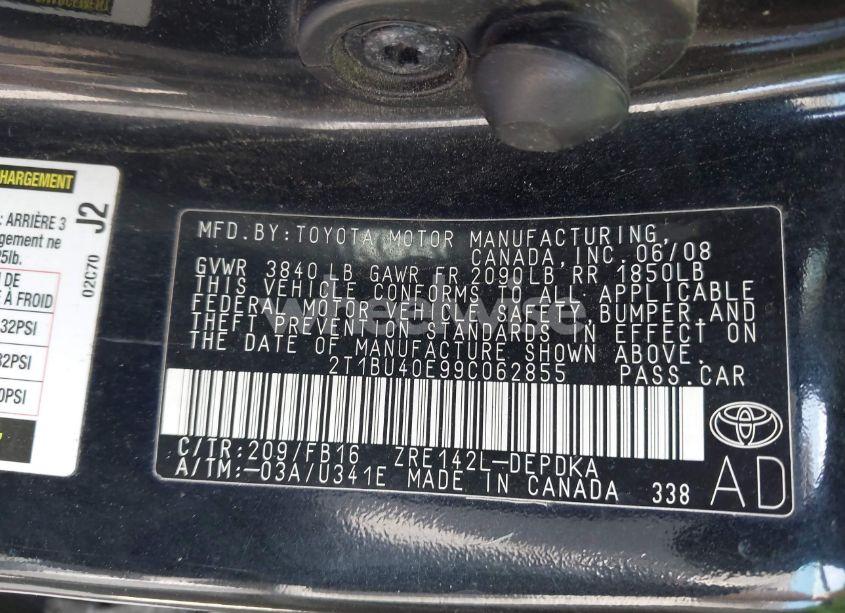 HARGEMENT
: ARRIÈRE 3
gement ne
5lb.
N DE
À FROID
32PSI
32PSI
0PSI
J2
02C70
MFD.BY:TOYOTA MOTOR MANUFACTURING,
CANADA,INC. 06/08
GVWR 3840 LB GAWR FR 2090LB RR 1850LB
THIS VEHICLE CONFORMS TO ALL APPLICABLE
FEDERAL MOTOR VEHICLE SAFETY,BUMPER,AND
THEFT PREVENTION STANDARDS IN EFFECT ON
THE DATE OF MANUFACTURE SHOWN ABOVE.
2T1BU40E99C062855 PASS.CAR
C/TR:209/FB16 ZRE142L-DEPDKA
A/TM:-03A/U341E MADE IN CANADA 338
AD
wheelwise